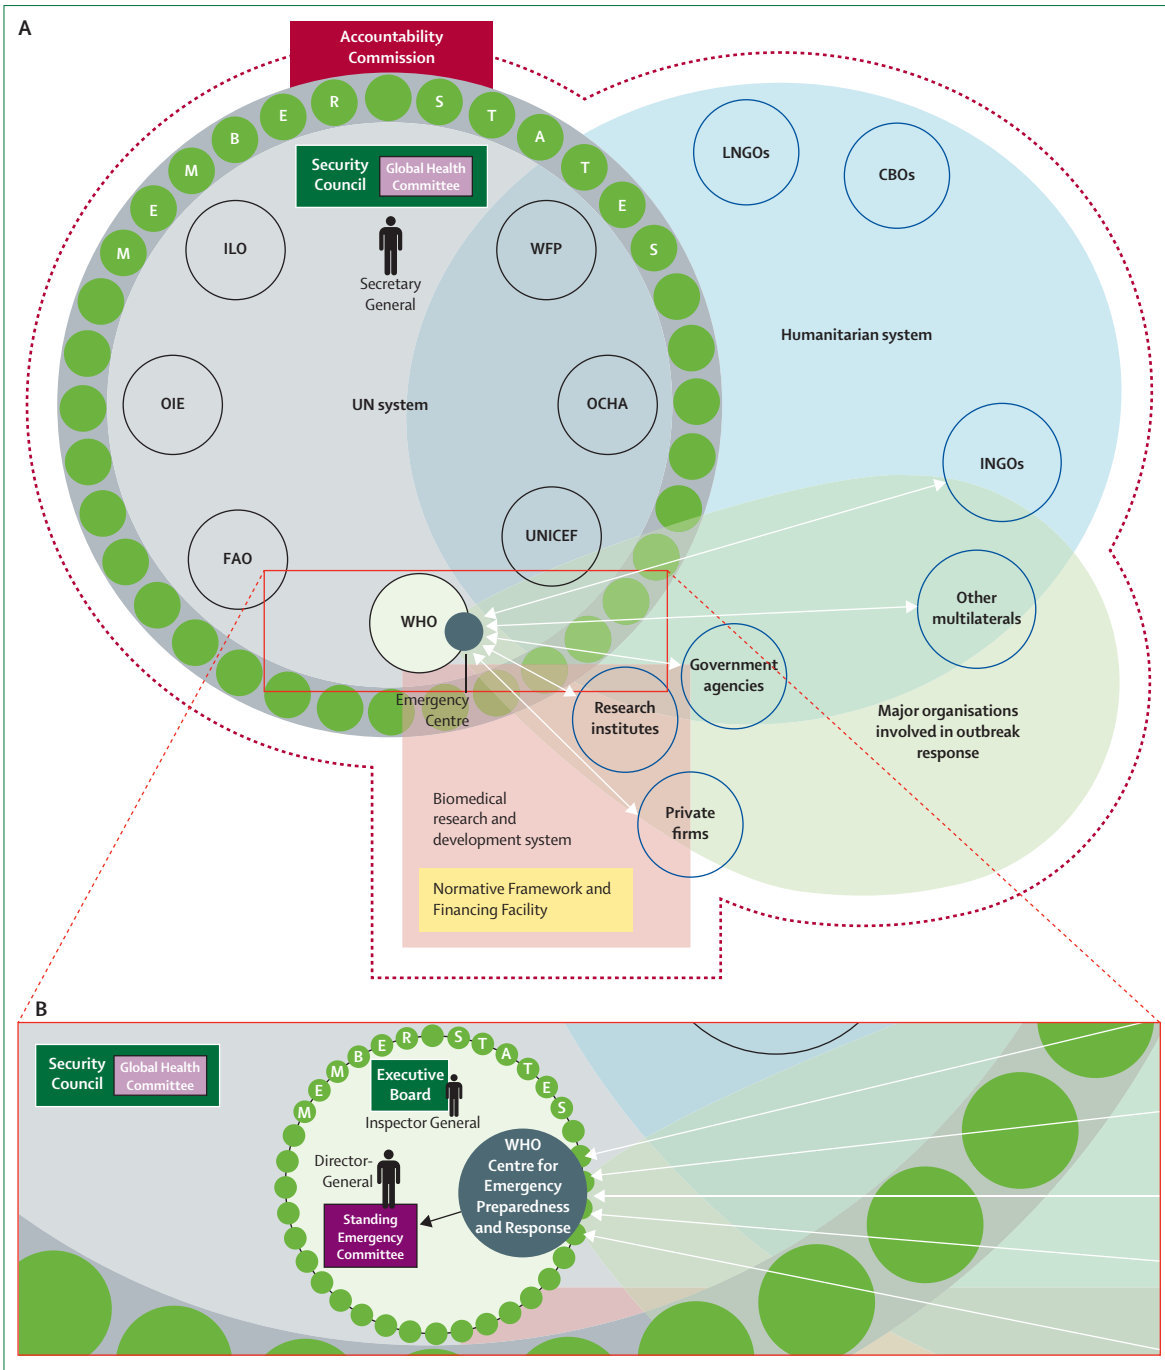 A
Accountability
Commission
M E M B E R S T A T E S
Security
Council
Global Health
Committee
LNGOs
CBOs
ILO
Secretary
General
WFP
Humanitarian system
OIE
UN system
OCHA
INGOs
FAO
UNICEF
WHO
Other
multilaterals
Government
agencies
Emergency
Centre
Research
institutes
Major organisations
involved in outbreak
response
Biomedical
research and
development system
Private
firms
Normative Framework and
Financing Facility
B
Security
Council
Global Health
Committee
M E M B E R S T A T E S
Executive
Board
Inspector General
Director-
General
Standing
Emergency
Committee
WHO
Centre for
Emergency
Preparedness
and Response